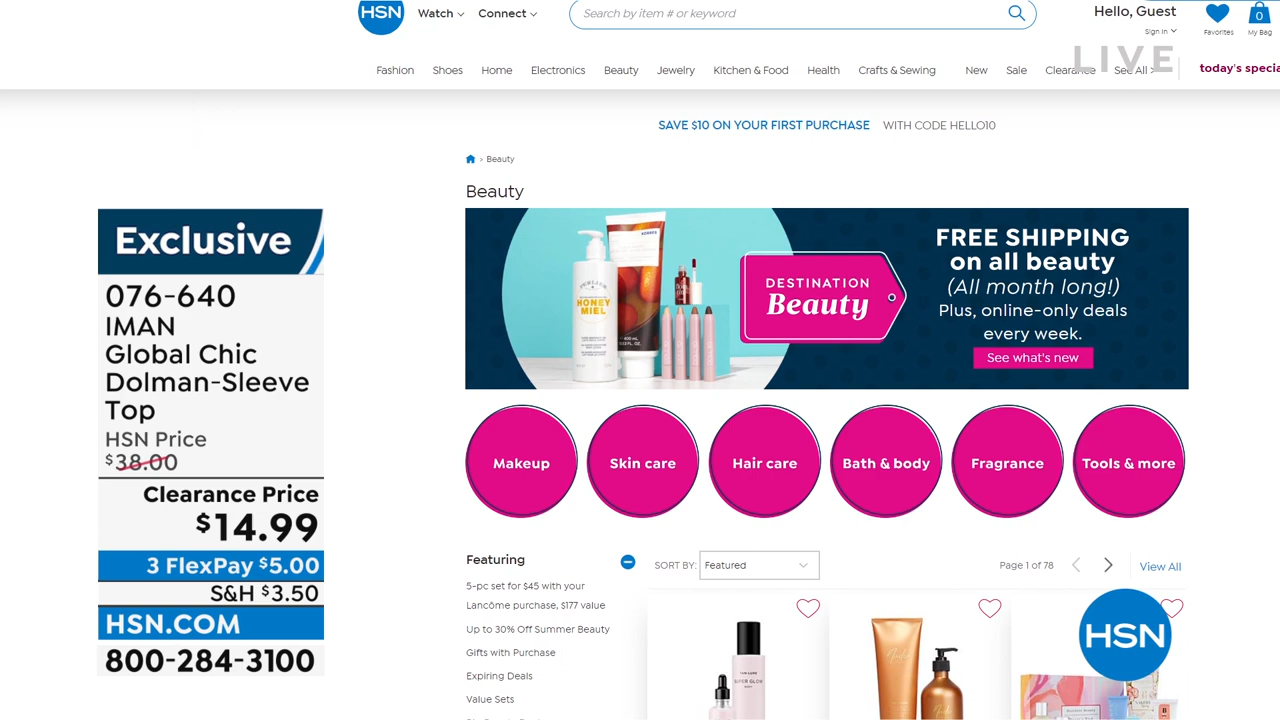 HSN
Watch
Connect
Search by item # or keyword
Hello, Guest
Sign In
Favorites
0
My Bag
LIVE
Fashion
Shoes
Home
Electronics
Beauty
Jewelry
Kitchen & Food
Health
Crafts & Sewing
New
Sale
Clearance
See All >
today's specia
SAVE $10 ON YOUR FIRST PURCHASE WITH CODE HELLO10
> Beauty
Beauty
Exclusive
076-640
IMAN
Global Chic
Dolman-Sleeve
Top
HSN Price
$38.00
Clearance Price
$14.99
3 FlexPay $5.00
S&H $3.50
HSN.COM
800-284-3100
PERLIER
HONEY
MIEL
KORRES
DESTINATION
Beauty
FREE SHIPPING
on all beauty
(All month long!)
Plus, online-only deals
every week.
See what's new
Makeup
Skin care
Hair care
Bath & body
Fragrance
Tools & more
Featuring
5-pc set for $45 with your
Lancôme purchase, $177 value
Up to 30% Off Summer Beauty
Gifts with Purchase
Expiring Deals
Value Sets
SORT BY:
Featured
Page 1 of 78
View All
SUPER GLOW
HSN